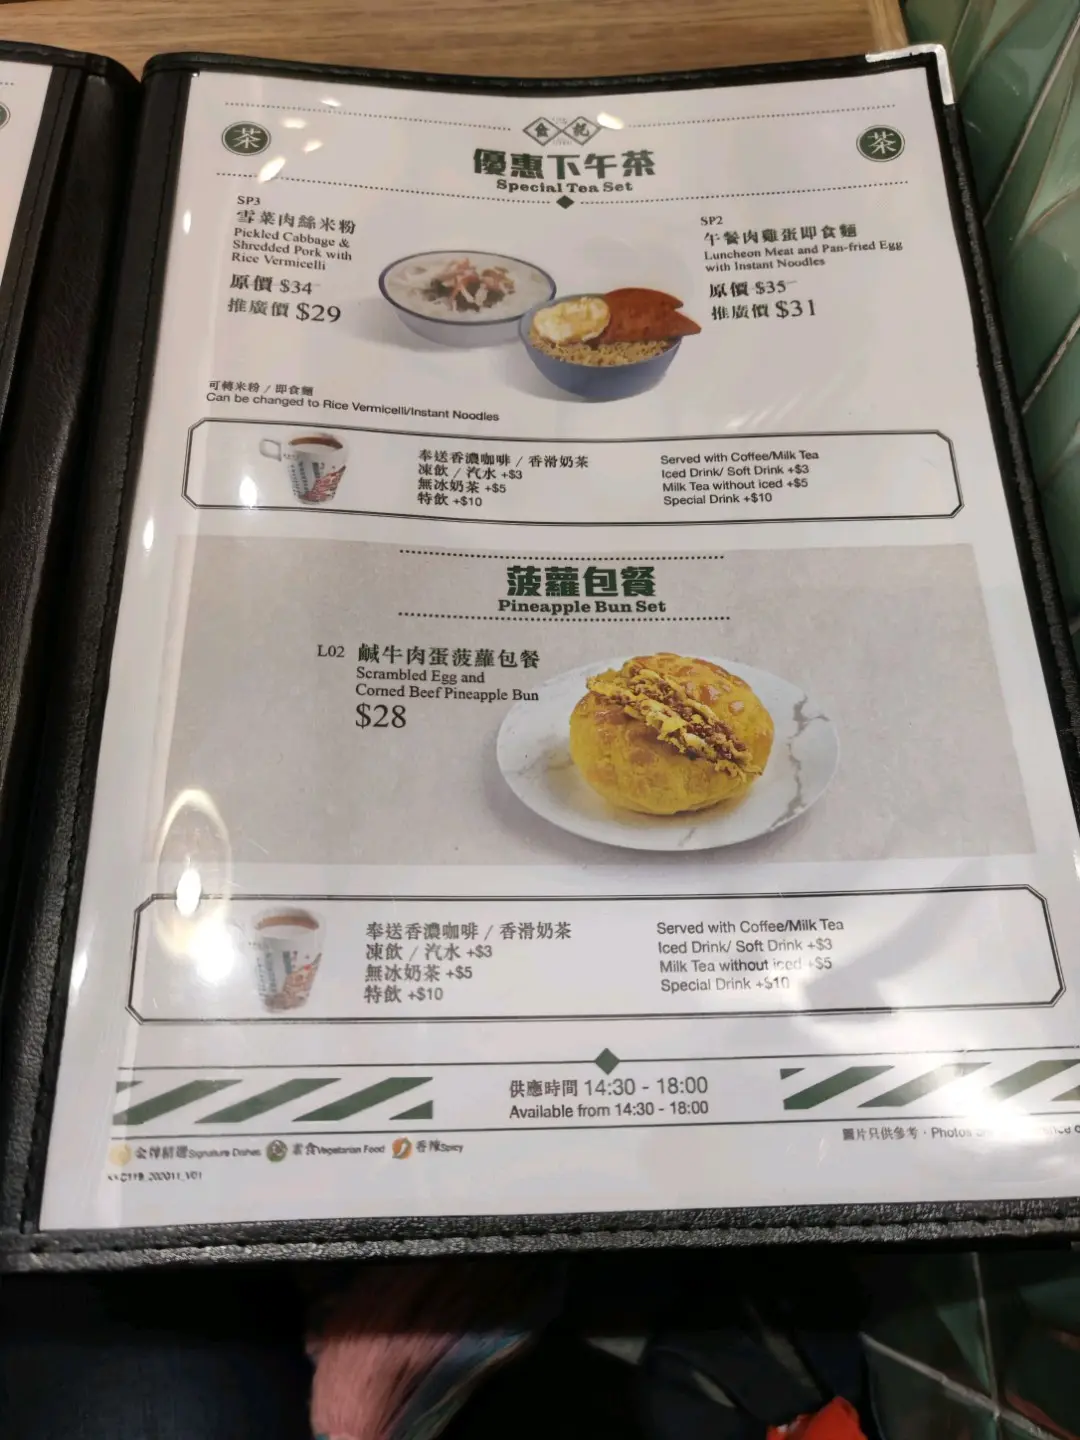 茶
金記
茶
優惠下午茶
Special Tea Set
SP3
雪菜肉絲米粉
Pickled Cabbage &
Shredded Pork with
Rice Vermicelli
原價 $34
推廣價 $29
SP2
午餐肉雞蛋即食麵
Luncheon Meat and Pan-fried Egg
with Instant Noodles
原價 $35
推廣價 $31
可轉米粉 / 即食麵
Can be changed to Rice Vermicelli/Instant Noodles
奉送香濃咖啡 / 香滑奶茶
凍飲 / 汽水 +$3
無冰奶茶 +$5
特飲 +$10
Served with Coffee/Milk Tea
Iced Drink/ Soft Drink +$3
Milk Tea without iced +$5
Special Drink +$10
菠蘿包餐
Pineapple Bun Set
L02 鹹牛肉蛋菠蘿包餐
Scrambled Egg and
Corned Beef Pineapple Bun
$28
奉送香濃咖啡 / 香滑奶茶
凍飲 / 汽水 +$3
無冰奶茶 +$5
特飲 +$10
Served with Coffee/Milk Tea
Iced Drink/ Soft Drink +$3
Milk Tea without iced +$5
Special Drink +$10
供應時間 14:30 - 18:00
Available from 14:30 - 18:00
圖片只供參考 · Photos
金牌精選 Signature Dishes 素食 Vegetarian Food 香辣 Spicy